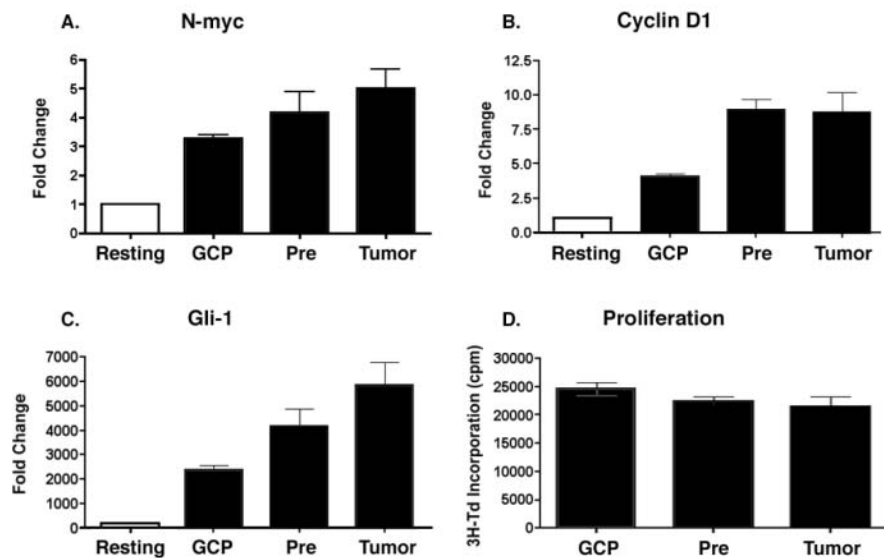 A. N-myc
Fold Change
6
5
4
3
2
1
0
Resting GCP Pre Tumor
B. Cyclin D1
Fold Change
12.5
10.0
7.5
5.0
2.5
0.0
Resting GCP Pre Tumor
C. Gli-1
Fold Change
7000
6000
5000
4000
3000
2000
1000
0
Resting GCP Pre Tumor
D. Proliferation
3H-Td Incorporation (cpm)
30000
25000
20000
15000
10000
5000
0
GCP Pre Tumor